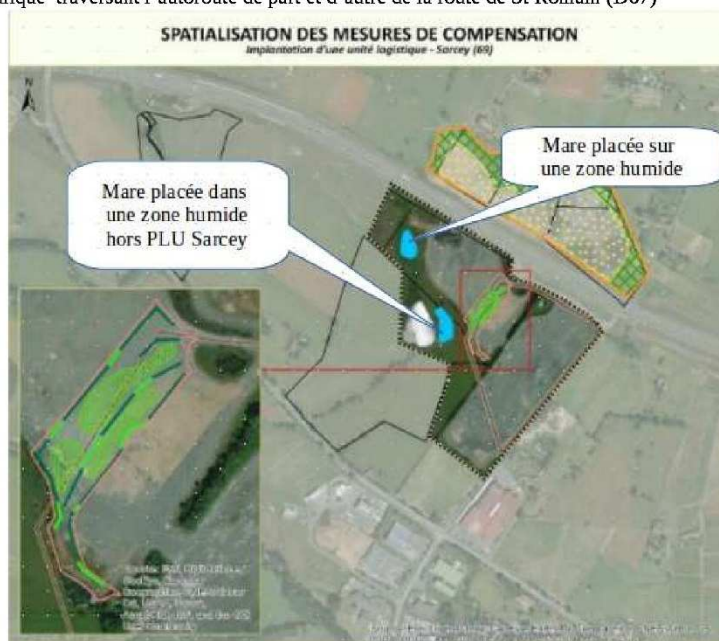 traversant l'autoroute de part et d'autre de la route de St Romain (D67)
SPATIALISATION DES MESURES DE COMPENSATION
Implantation d'une unité logistique - Sarcey (69)
N
Mare placée sur
une zone humide
Mare placée dans
une zone humide
hors PLU Sarcey